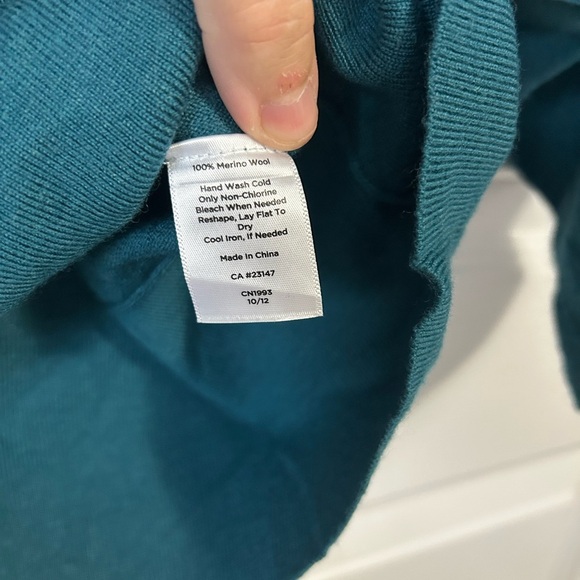 100% Merino Wool
Hand Wash Cold
Only Non-Chlorine
Bleach When Needed
Reshape, Lay Flat To
Dry
Cool Iron, If Needed
Made In China
CA #23147
CN1993
10/12